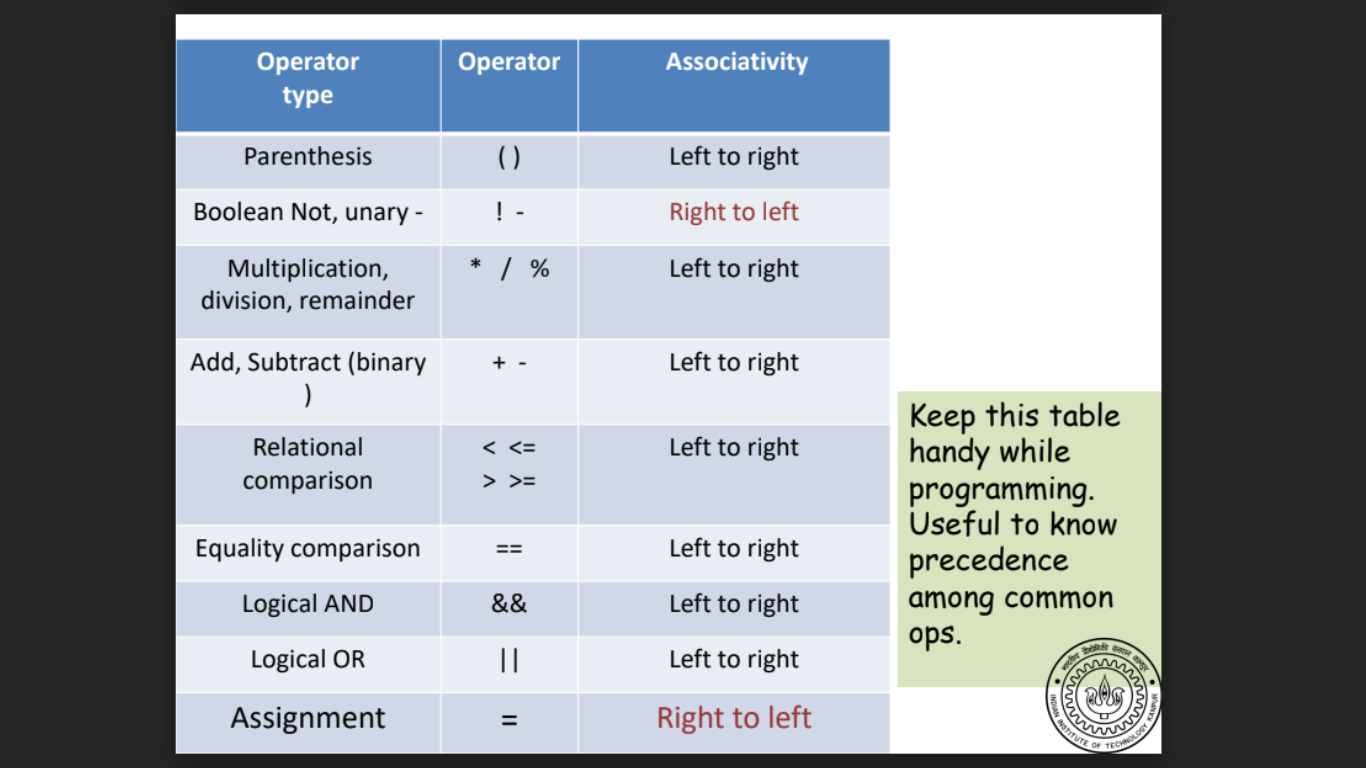 Operator
type
Operator
Associativity
Parenthesis
( )
Left to right
Boolean Not, unary -
! -
Right to left
Multiplication,
division, remainder
* / %
Left to right
Add, Subtract (binary
)
+ -
Left to right
Relational
comparison
< <=
> >=
Left to right
Equality comparison
==
Left to right
Logical AND
&&
Left to right
Logical OR
||
Left to right
Assignment
=
Right to left
Keep this table
handy while
programming.
Useful to know
precedence
among common
ops.
INDIAN INSTITUTE OF TECHNOLOGY KANPUR